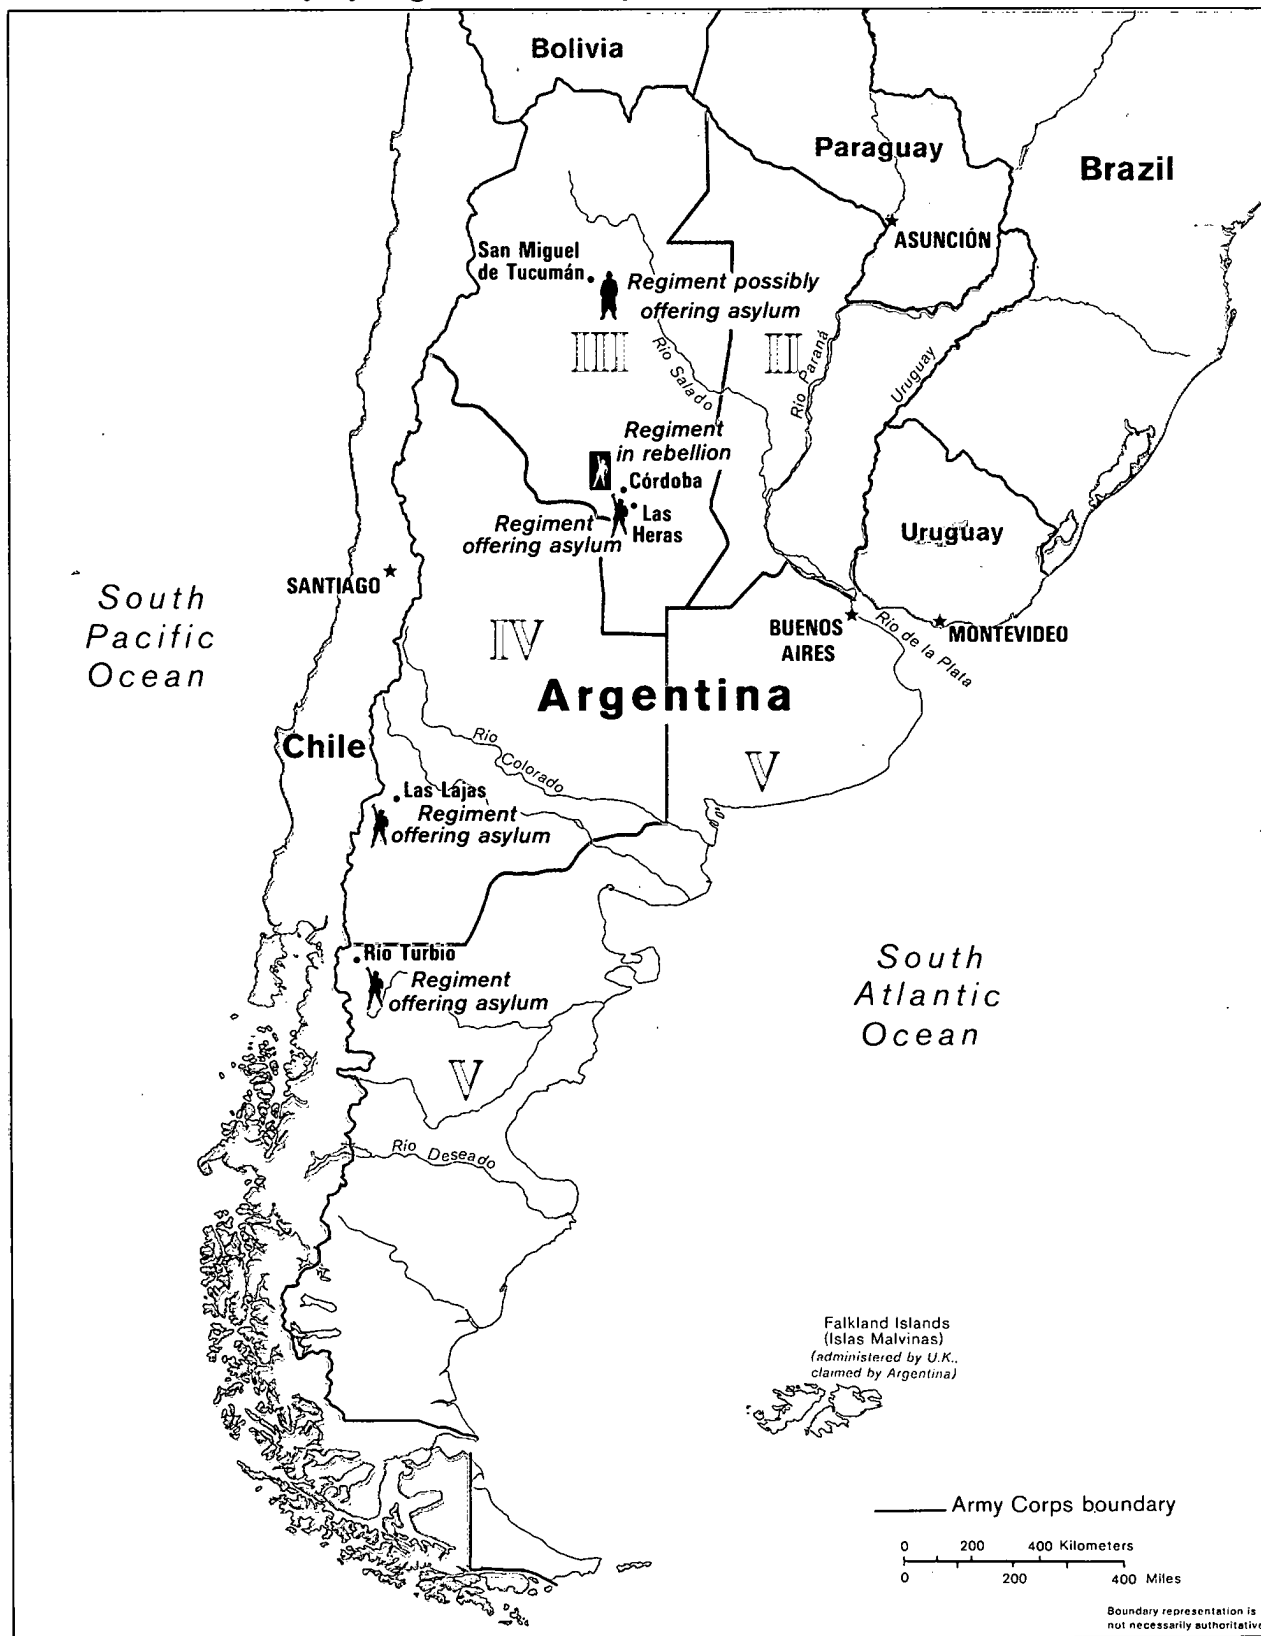 Bolivia
Paraguay
Brazil
ASUNCIÓN
San Miguel
de Tucumán
Regiment possibly
offering asylum
IIII
II
Río Salado
Río Paraná
Uruguay
Regiment
in rebellion
Córdoba
Las
Heras
Regiment
offering asylum
Uruguay
SANTIAGO
South
Pacific
Ocean
IV
BUENOS
AIRES
MONTEVIDEO
Río de la Plata
Argentina
Chile
Río Colorado
V
Las Lajas
Regiment
offering asylum
Río Turbio
Regiment
offering asylum
South
Atlantic
Ocean
V
Río Deseado
Falkland Islands
(Islas Malvinas)
(administered by U.K.,
claimed by Argentina)
Army Corps boundary
0 200 400 Kilometers
0 200 400 Miles
Boundary representation is
not necessarily authoritative